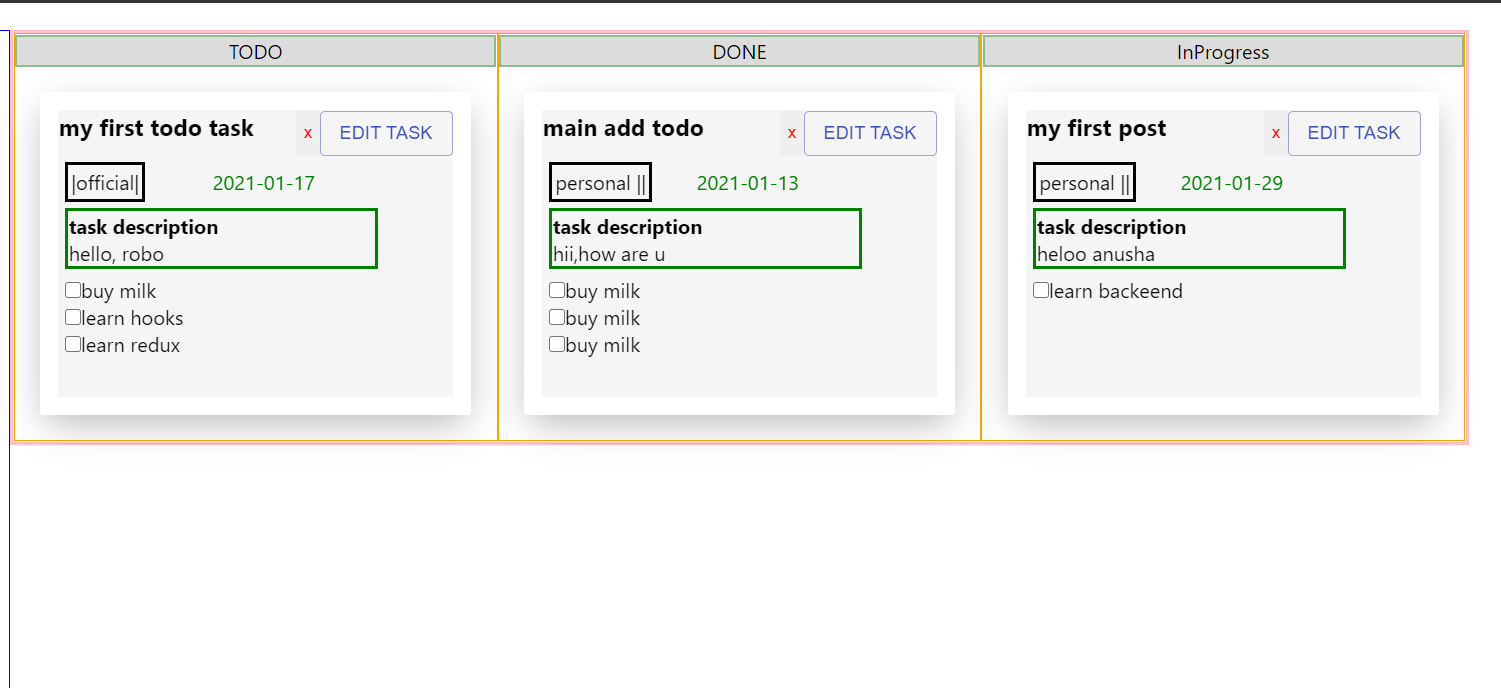 TODO
my first todo task x EDIT TASK
|official| 2021-01-17
task description
hello, robo
buy milk
learn hooks
learn redux
DONE
main add todo x EDIT TASK
personal || 2021-01-13
task description
hii,how are u
buy milk
buy milk
buy milk
InProgress
my first post x EDIT TASK
personal || 2021-01-29
task description
heloo anusha
learn backeend